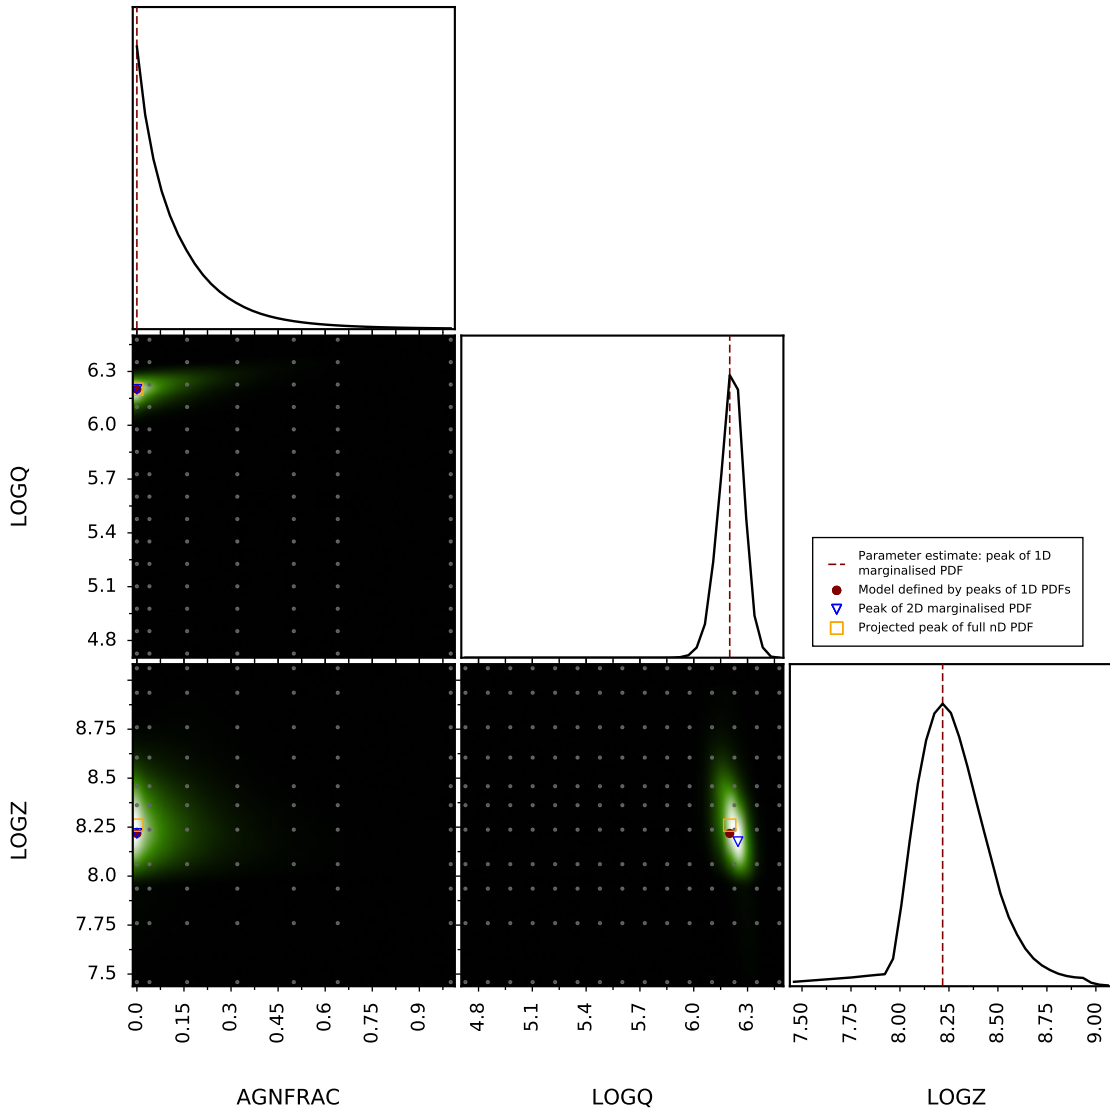 6.3
6.0
5.7
5.4
5.1
4.8
LOGQ
Parameter estimate: peak of 1D
marginalised PDF
Model defined by peaks of 1D PDFs
Peak of 2D marginalised PDF
Projected peak of full nD PDF
8.75
8.5
8.25
8.0
7.75
7.5
LOGZ
0.0 0.15 0.3 0.45 0.6 0.75 0.9
4.8 5.1 5.4 5.7 6.0 6.3
7.50 7.75 8.00 8.25 8.50 8.75 9.00
AGNFRAC
LOGQ
LOGZ